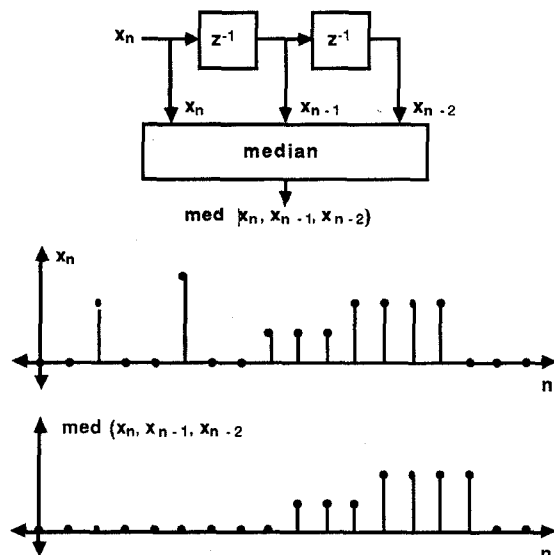 xₙ
z⁻¹
z⁻¹
xₙ
xₙ₋₁
xₙ₋₂
median
med |xₙ, xₙ₋₁, xₙ₋₂)
xₙ
n
med (xₙ, xₙ₋₁, xₙ₋₂
n